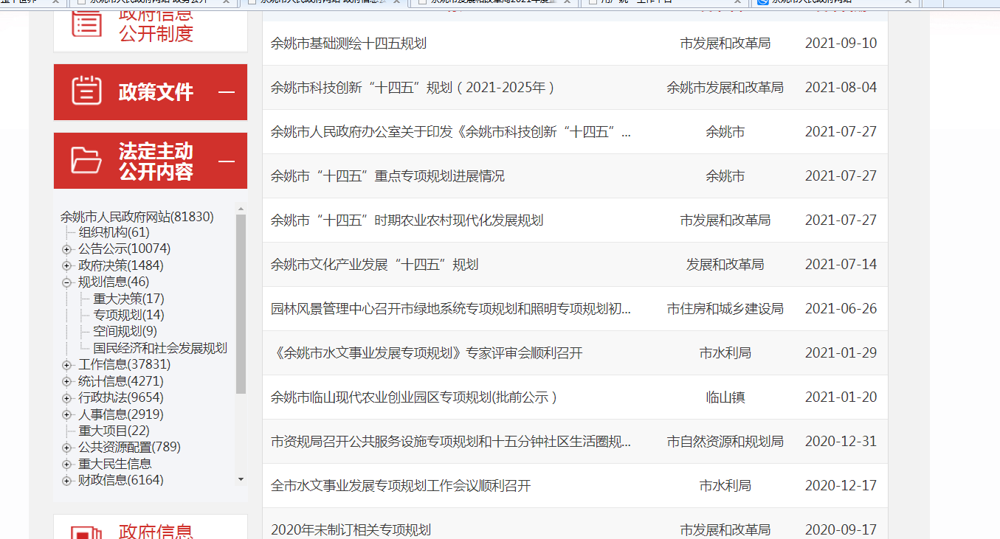 政府信息
公开制度
政策文件
法定主动
公开内容
余姚市人民政府网站(81830)
组织机构(61)
公告公示(10074)
政府决策(1484)
规划信息(46)
重大决策(17)
专项规划(14)
空间规划(9)
国民经济和社会发展规划
工作信息(37831)
统计信息(4271)
行政执法(9654)
人事信息(2919)
重大项目(22)
公共资源配置(789)
重大民生信息
财政信息(6164)
政府信息
余姚市基础测绘十四五规划 市发展和改革局 2021-09-10
余姚市科技创新“十四五”规划（2021-2025年） 余姚市发展和改革局 2021-08-04
余姚市人民政府办公室关于印发《余姚市科技创新“十四五”... 余姚市 2021-07-27
余姚市“十四五”重点专项规划进展情况 余姚市 2021-07-27
余姚市“十四五”时期农业农村现代化发展规划 市发展和改革局 2021-07-27
余姚市文化产业发展“十四五”规划 发展和改革局 2021-07-14
园林风景管理中心召开市绿地系统专项规划和照明专项规划初... 市住房和城乡建设局 2021-06-26
《余姚市水文事业发展专项规划》专家评审会顺利召开 市水利局 2021-01-29
余姚市临山现代农业创业园区专项规划(批前公示） 临山镇 2021-01-20
市资规局召开公共服务设施专项规划和十五分钟社区生活圈规... 市自然资源和规划局 2020-12-31
全市水文事业发展专项规划工作会议顺利召开 市水利局 2020-12-17
2020年未制订相关专项规划 市发展和改革局 2020-09-17